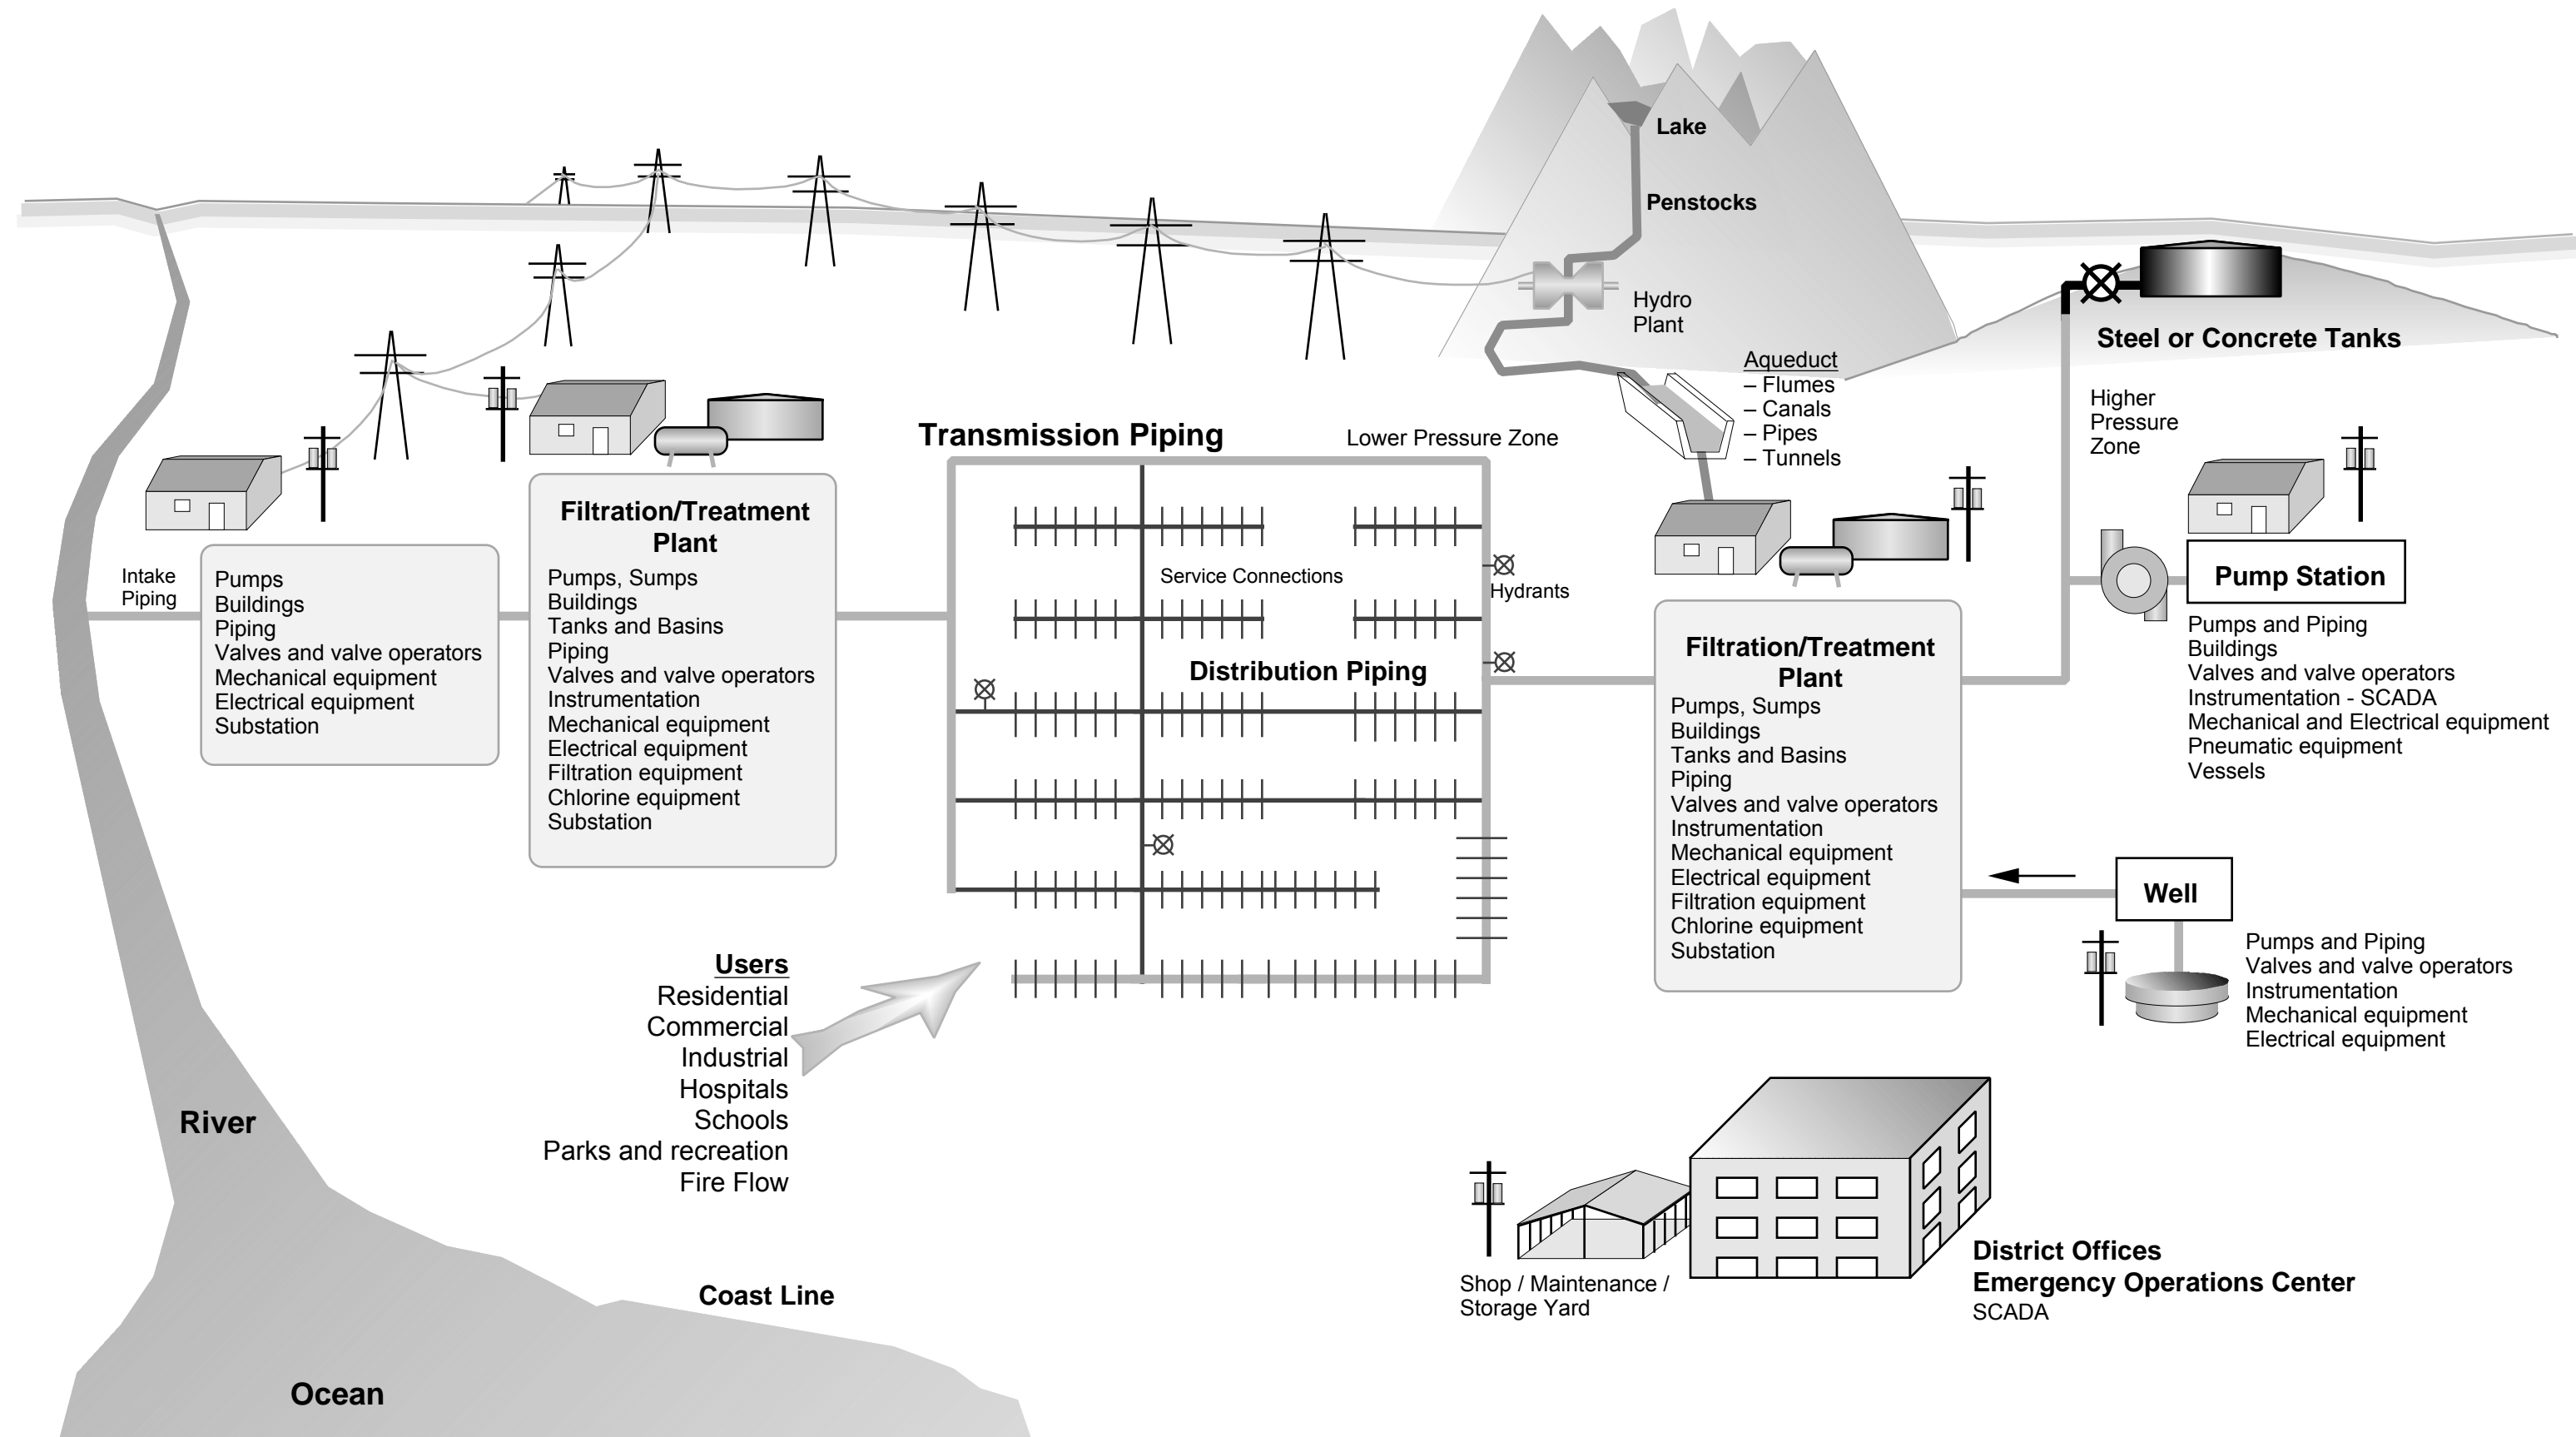 Lake
Penstocks
Hydro
Plant
Steel or Concrete Tanks
Aqueduct
– Flumes
– Canals
– Pipes
– Tunnels
Higher
Pressure
Zone
Transmission Piping
Lower Pressure Zone
Intake
Piping
Pumps
Buildings
Piping
Valves and valve operators
Mechanical equipment
Electrical equipment
Substation
Filtration/Treatment
Plant
Pumps, Sumps
Buildings
Tanks and Basins
Piping
Valves and valve operators
Instrumentation
Mechanical equipment
Electrical equipment
Filtration equipment
Chlorine equipment
Substation
Service Connections
Hydrants
Distribution Piping
Filtration/Treatment
Plant
Pumps, Sumps
Buildings
Tanks and Basins
Piping
Valves and valve operators
Instrumentation
Mechanical equipment
Electrical equipment
Filtration equipment
Chlorine equipment
Substation
Pump Station
Pumps and Piping
Buildings
Valves and valve operators
Instrumentation - SCADA
Mechanical and Electrical equipment
Pneumatic equipment
Vessels
Well
Pumps and Piping
Valves and valve operators
Instrumentation
Mechanical equipment
Electrical equipment
Users
Residential
Commercial
Industrial
Hospitals
Schools
Parks and recreation
Fire Flow
River
Coast Line
Ocean
Shop / Maintenance /
Storage Yard
District Offices
Emergency Operations Center
SCADA